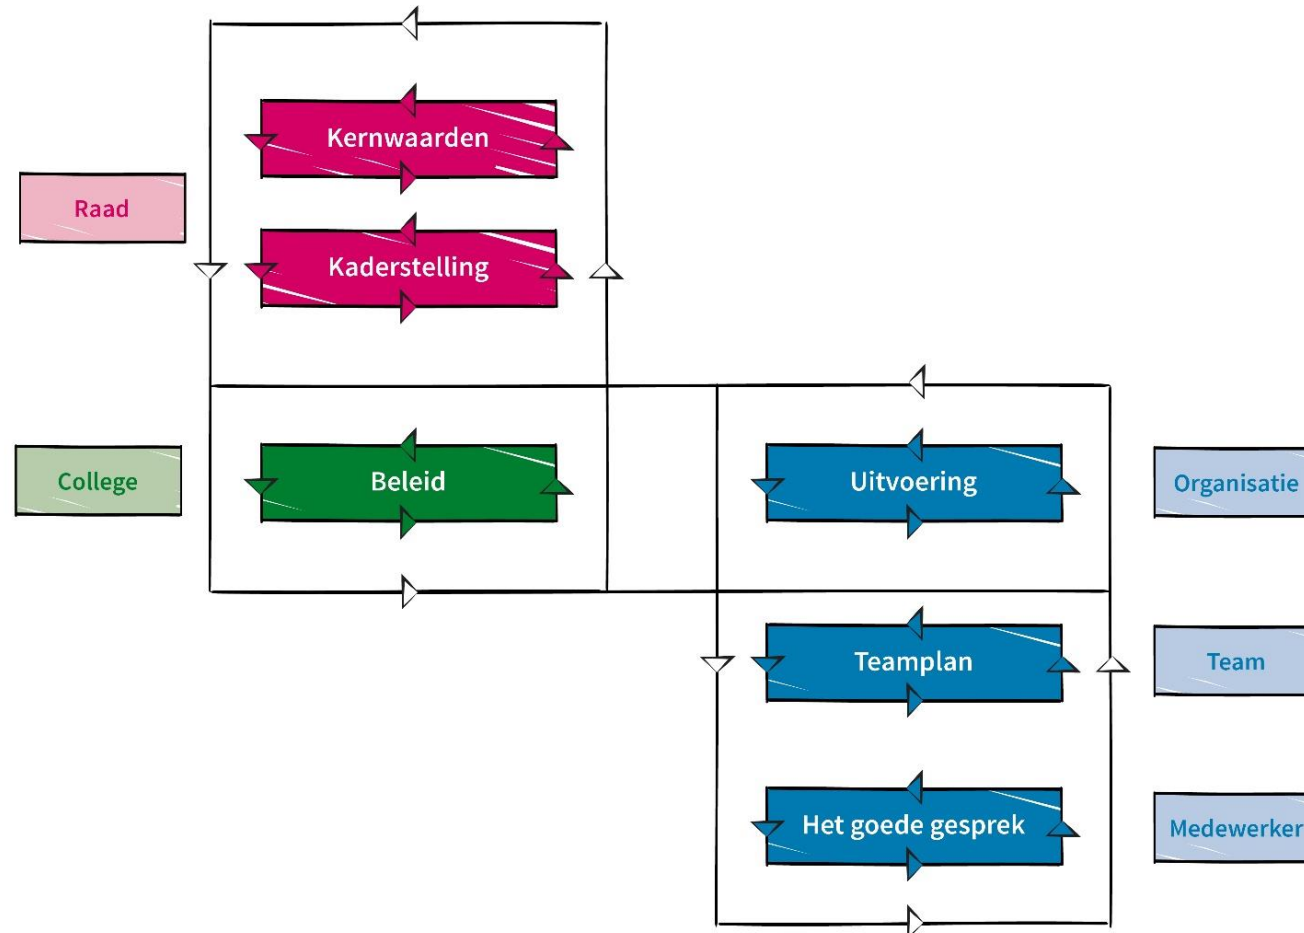 Kernwaarden
Raad
Kaderstelling
College
Beleid
Uitvoering
Organisatie
Teamplan
Team
Het goede gesprek
Medewerker